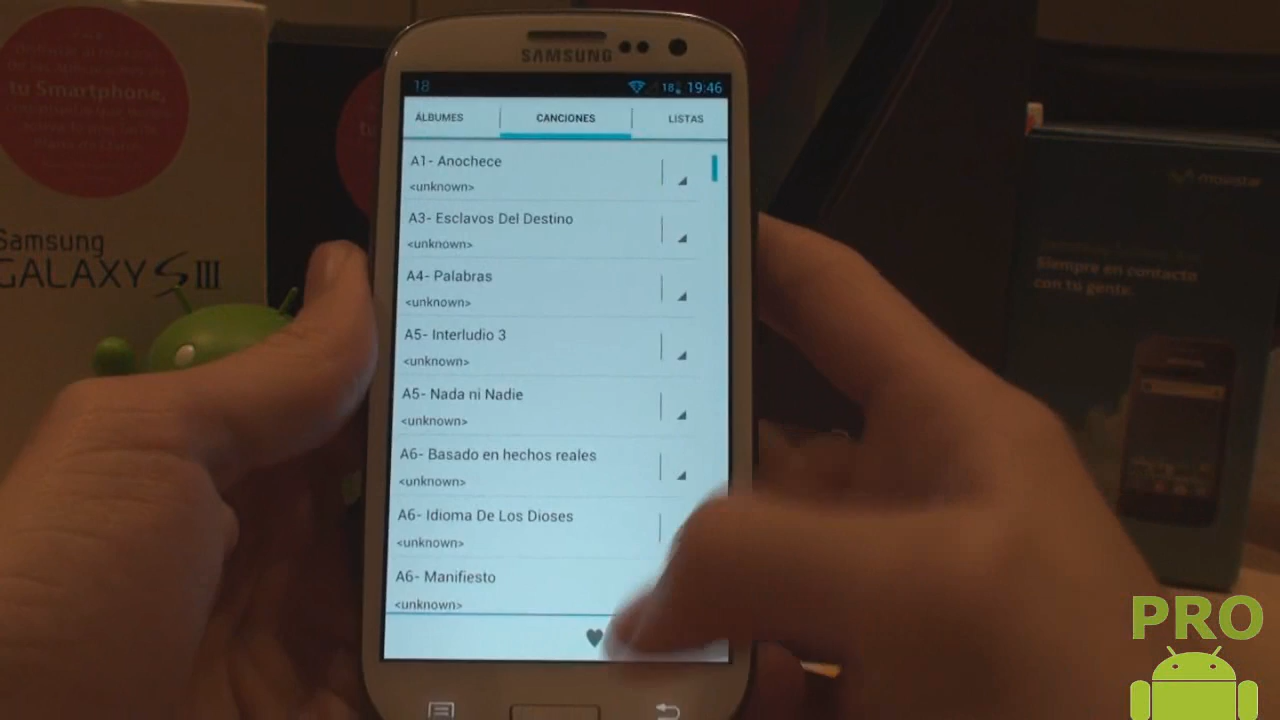 SAMSUNG
18
18 19:46
ÁLBUMES CANCIONES LISTAS
A1- Anochece
<unknown>
A3- Esclavos Del Destino
<unknown>
A4- Palabras
<unknown>
A5- Interludio 3
<unknown>
A5- Nada ni Nadie
<unknown>
A6- Basado en hechos reales
<unknown>
A6- Idioma De Los Dioses
<unknown>
A6- Manifiesto
<unknown>
tu Smartphone,
Samsung
GALAXY S III
tu
movistar
Siempre en contacto
con tu gente.
PRO